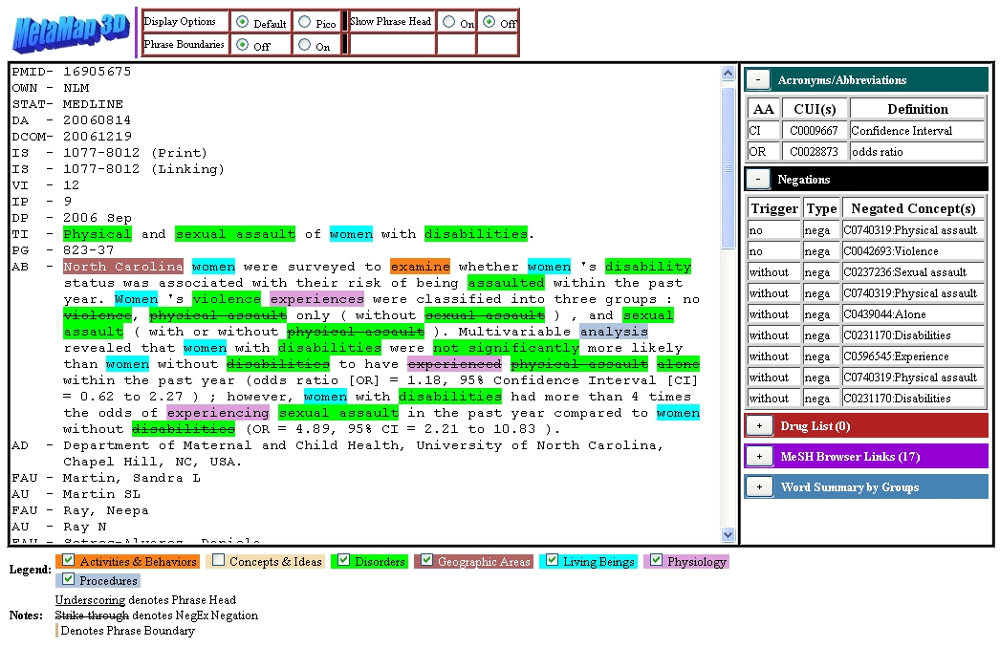 MetaMap 3D
Display Options Default Pico Show Phrase Head On Off
Phrase Boundaries Off On
PMID- 16905675
OWN - NLM
STAT- MEDLINE
DA - 20060814
DCOM- 20061219
IS - 1077-8012 (Print)
IS - 1077-8012 (Linking)
VI - 12
IP - 9
DP - 2006 Sep
TI - Physical and sexual assault of women with disabilities.
PG - 823-37
AB - North Carolina women were surveyed to examine whether women 's disability
status was associated with their risk of being assaulted within the past
year. Women 's violence experiences were classified into three groups : no
violence, physical assault only ( without sexual assault ) , and sexual
assault ( with or without physical assault ). Multivariable analysis
revealed that women with disabilities were not significantly more likely
than women without disabilities to have experienced physical assault alone
within the past year (odds ratio [OR] = 1.18, 95% Confidence Interval [CI]
= 0.62 to 2.27 ) ; however, women with disabilities had more than 4 times
the odds of experiencing sexual assault in the past year compared to women
without disabilities (OR = 4.89, 95% CI = 2.21 to 10.83 ).
AD - Department of Maternal and Child Health, University of North Carolina,
Chapel Hill, NC, USA.
FAU - Martin, Sandra L
AU - Martin SL
FAU - Ray, Neepa
AU - Ray N
- Acronyms/Abbreviations
AA CUI(s) Definition
CI C0009667 Confidence Interval
OR C0028873 odds ratio
- Negations
Trigger Type Negated Concept(s)
no nega C0740319:Physical assault
no nega C0042693:Violence
without nega C0237236:Sexual assault
without nega C0740319:Physical assault
without nega C0439044:Alone
without nega C0231170:Disabilities
without nega C0596545:Experience
without nega C0740319:Physical assault
without nega C0231170:Disabilities
+ Drug List (0)
+ MeSH Browser Links (17)
+ Word Summary by Groups
Legend: Activities & Behaviors Concepts & Ideas Disorders Geographic Areas Living Beings Physiology
Procedures
Underscoring denotes Phrase Head
Notes: Strike through denotes NegEx Negation
Denotes Phrase Boundary